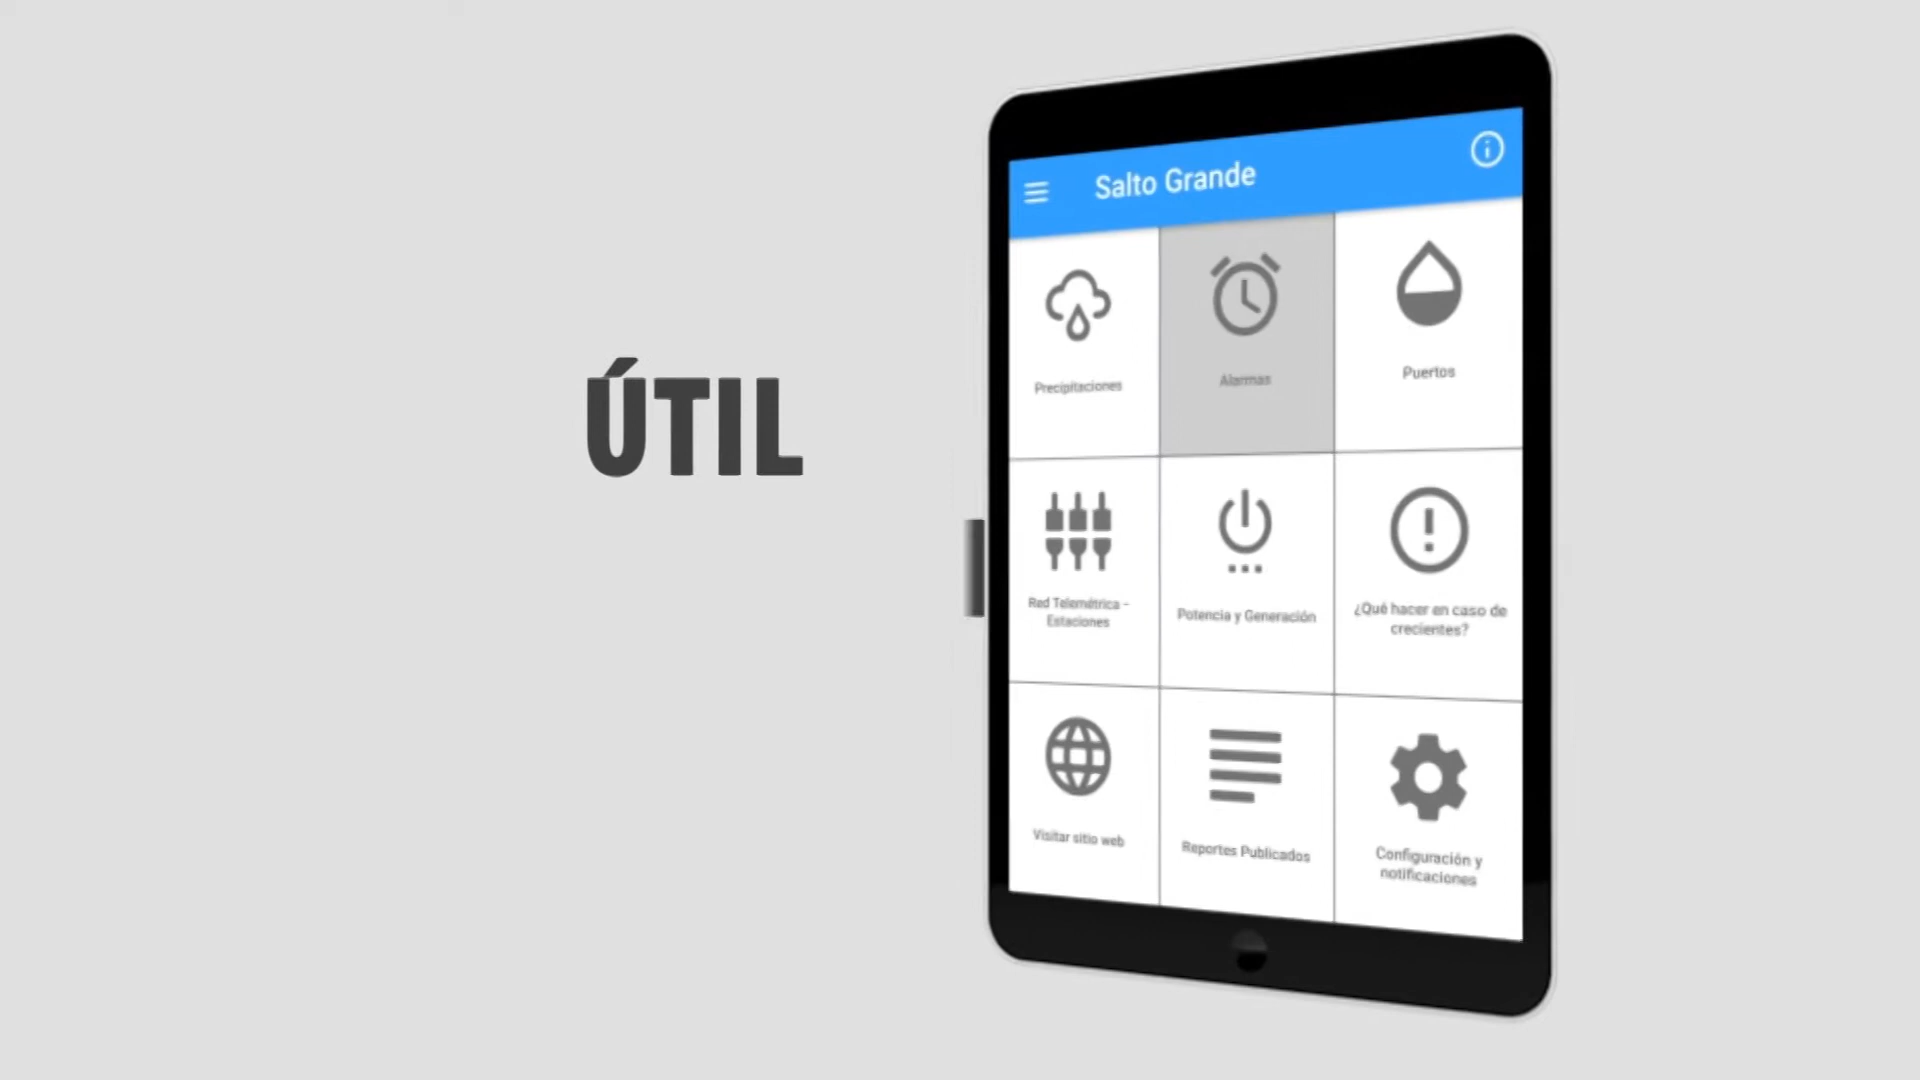 ÚTIL
Salto Grande
Precipitaciones
Alarmas
Puertos
Red Telemétrica -
Estaciones
Potencia y Generación
¿Qué hacer en caso de
crecientes?
Visitar sitio web
Reportes Publicados
Configuración y
notificaciones